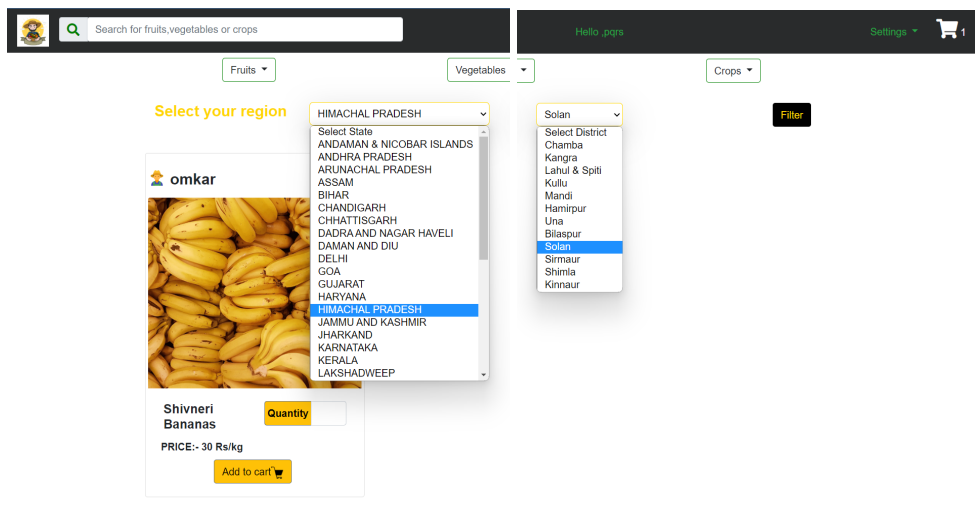 Search for fruits,vegetables or crops
Hello ,pqrs
Settings
1
Fruits
Vegetables
Crops
Select your region
HIMACHAL PRADESH
Solan
Filter
Select State
ANDAMAN & NICOBAR ISLANDS
ANDHRA PRADESH
ARUNACHAL PRADESH
ASSAM
BIHAR
CHANDIGARH
CHHATTISGARH
DADRA AND NAGAR HAVELI
DAMAN AND DIU
DELHI
GOA
GUJARAT
HARYANA
HIMACHAL PRADESH
JAMMU AND KASHMIR
JHARKAND
KARNATAKA
KERALA
LAKSHADWEEP
Select District
Chamba
Kangra
Lahul & Spiti
Kullu
Mandi
Hamirpur
Una
Bilaspur
Solan
Sirmaur
Shimla
Kinnaur
omkar
Shivneri
Bananas
Quantity
PRICE:- 30 Rs/kg
Add to cart